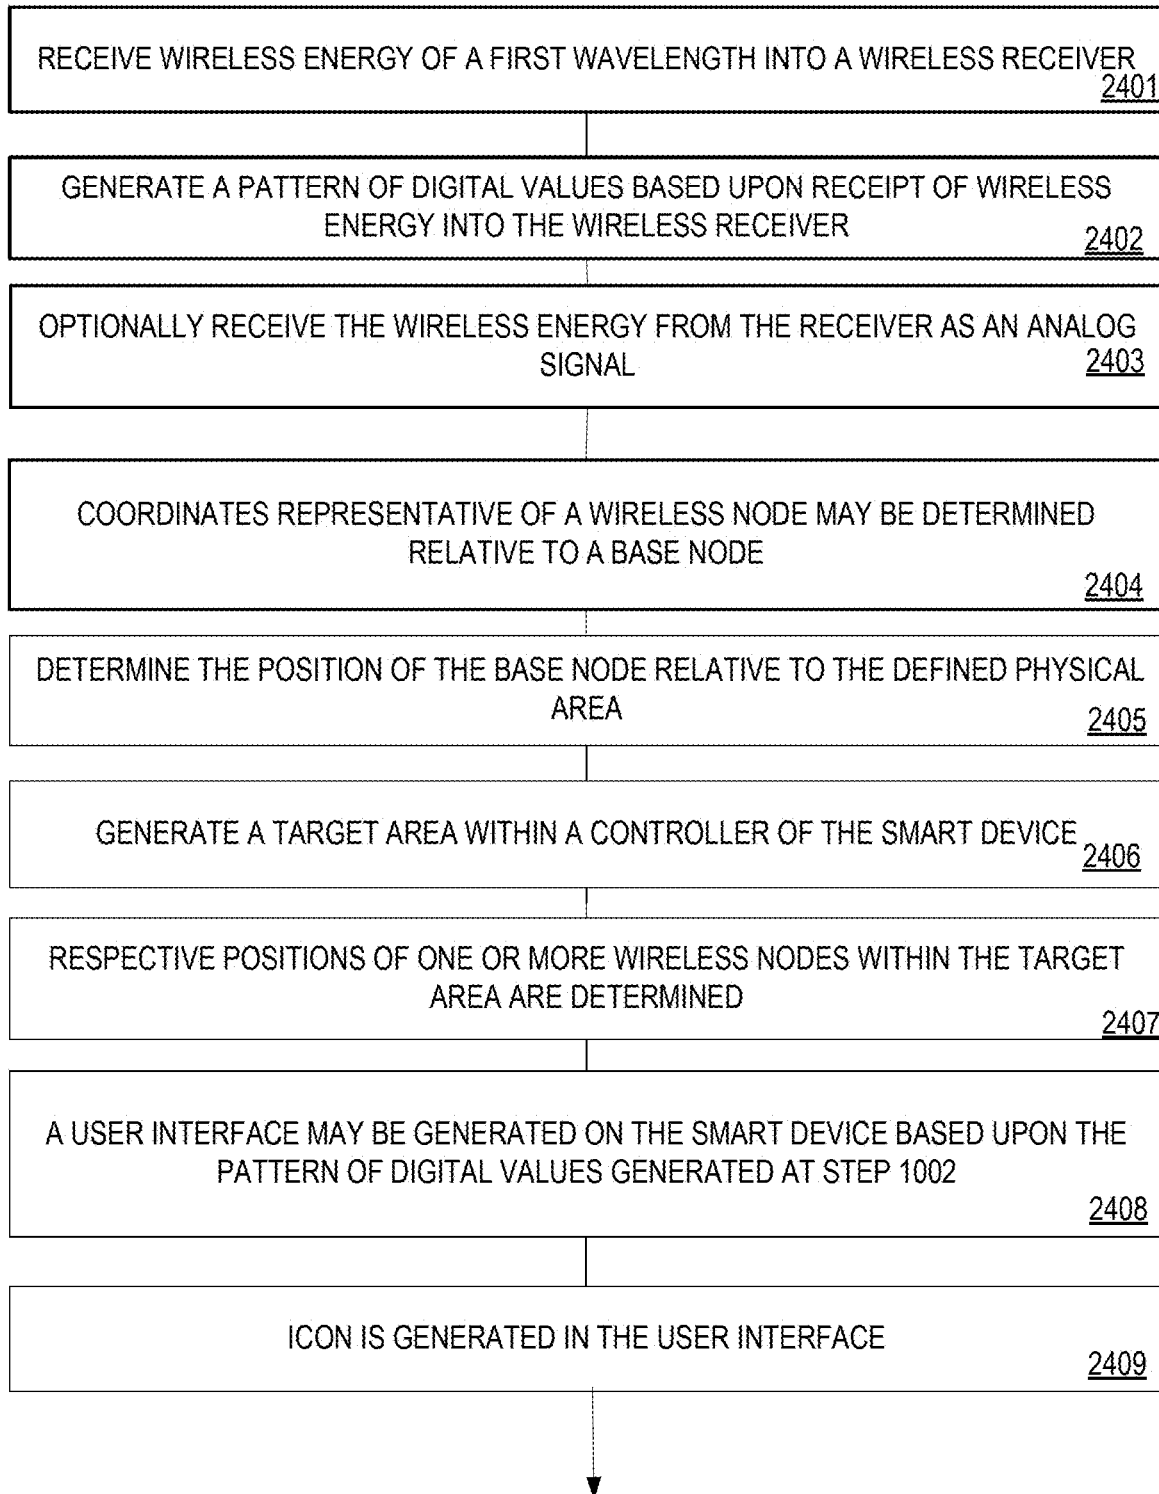 RECEIVE WIRELESS ENERGY OF A FIRST WAVELENGTH INTO A WIRELESS RECEIVER
2401
GENERATE A PATTERN OF DIGITAL VALUES BASED UPON RECEIPT OF WIRELESS
ENERGY INTO THE WIRELESS RECEIVER
2402
OPTIONALLY RECEIVE THE WIRELESS ENERGY FROM THE RECEIVER AS AN ANALOG
SIGNAL
2403
COORDINATES REPRESENTATIVE OF A WIRELESS NODE MAY BE DETERMINED
RELATIVE TO A BASE NODE
2404
DETERMINE THE POSITION OF THE BASE NODE RELATIVE TO THE DEFINED PHYSICAL
AREA
2405
GENERATE A TARGET AREA WITHIN A CONTROLLER OF THE SMART DEVICE
2406
RESPECTIVE POSITIONS OF ONE OR MORE WIRELESS NODES WITHIN THE TARGET
AREA ARE DETERMINED
2407
A USER INTERFACE MAY BE GENERATED ON THE SMART DEVICE BASED UPON THE
PATTERN OF DIGITAL VALUES GENERATED AT STEP 1002
2408
ICON IS GENERATED IN THE USER INTERFACE
2409